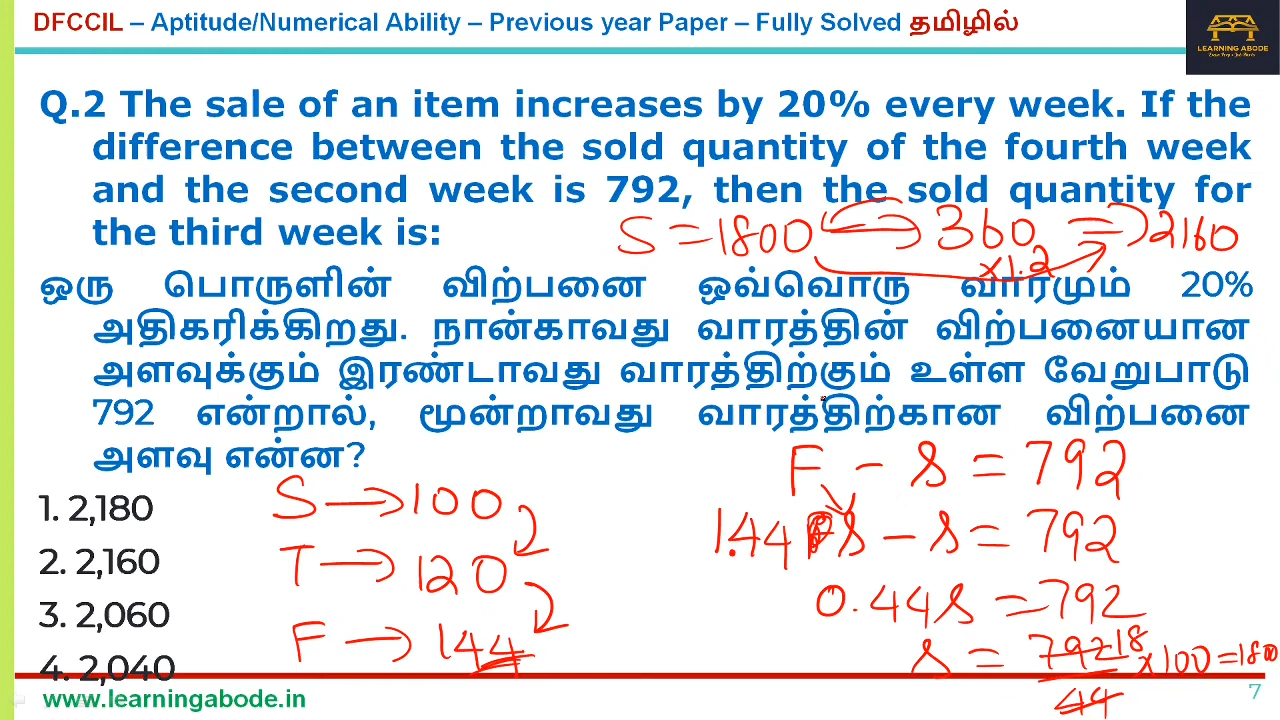 DFCCIL – Aptitude/Numerical Ability – Previous year Paper – Fully Solved தமிழில்
LEARNING ABODE
Q.2 The sale of an item increases by 20% every week. If the
difference between the sold quantity of the fourth week
and the second week is 792, then the sold quantity for
the third week is:
S = 1800 360 => 2160
×1.2
ஒரு பொருளின் விற்பனை ஒவ்வொரு வாரமும் 20%
அதிகரிக்கிறது. நான்காவது வாரத்தின் விற்பனையான
அளவுக்கும் இரண்டாவது வாரத்திற்கும் உள்ள வேறுபாடு
792 என்றால், மூன்றாவது வாரத்திற்கான விற்பனை
அளவு என்ன?
1. 2,180
2. 2,160
3. 2,060
4. 2,040
S → 100
T → 120
F → 144
F - s = 792
1.44 s - s = 792
0.44s = 792
s = 792/44 18 × 100 = 1800
www.learningabode.in
7